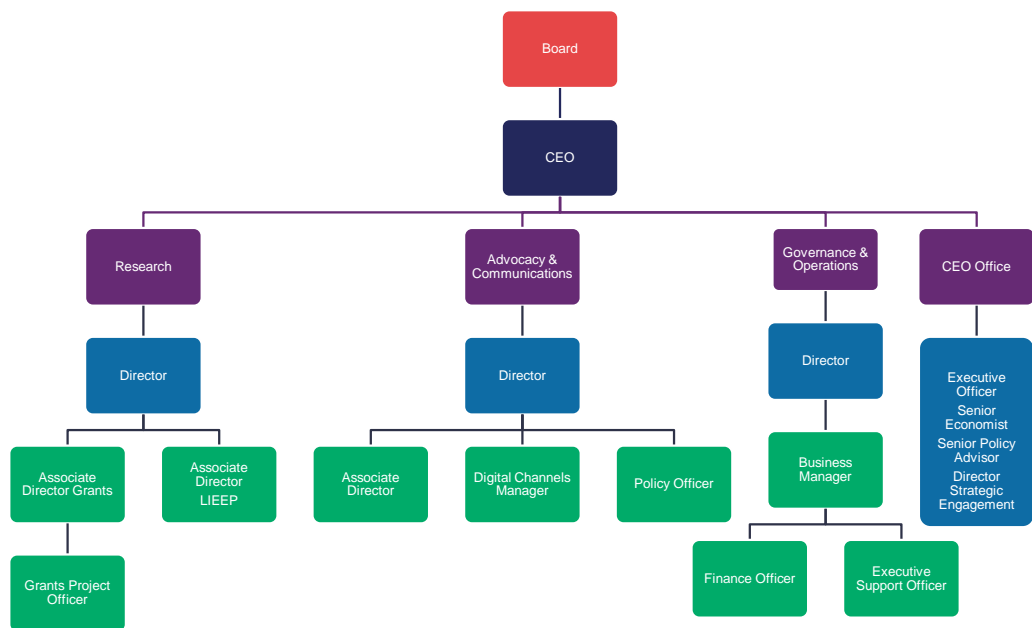 Board
CEO
Research
Advocacy &
Communications
Governance &
Operations
CEO Office
Director
Director
Director
Executive
Officer
Senior
Economist
Senior Policy
Advisor
Director
Strategic
Engagement
Associate
Director Grants
Associate
Director
LIEEP
Associate
Director
Digital Channels
Manager
Policy Officer
Business
Manager
Grants Project
Officer
Finance Officer
Executive
Support Officer